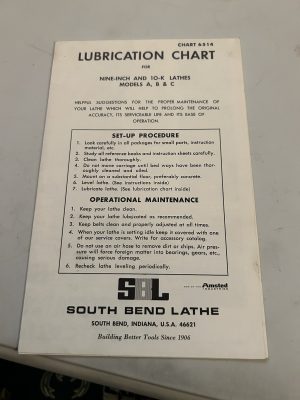 CHART 6514
LUBRICATION CHART
FOR
NINE-INCH AND 10-K LATHES
MODELS A, B & C
HELPFUL SUGGESTIONS FOR THE PROPER MAINTENANCE OF
YOUR LATHE WHICH WILL HELP TO PROLONG THE ORIGINAL
ACCURACY, ITS SERVICEABLE LIFE AND ITS EASE OF
OPERATION.
SET-UP PROCEDURE
1. Look carefully in all packages for small parts, instruction
material, etc.
2. Study all reference books and instruction sheets carefully.
3. Clean lathe thoroughly.
4. Do not move carriage until bed ways have been thor-
oughly cleaned and oiled.
5. Mount on a substantial floor, preferably concrete.
6. Level lathe. (See instructions inside)
7. Lubricate lathe. (See lubrication chart inside)
OPERATIONAL MAINTENANCE
1. Keep your lathe clean.
2. Keep your lathe lubricated as recommended.
3. Keep belts clean and properly adjusted at all times.
4. When your lathe is setting idle keep it covered with one
of our service covers. Write for accessory catalog.
5. Do not use an air hose to remove dirt or chips. Air pres-
sure will force foreign matter into bearings, gears, etc.,
causing serious damage.
6. Recheck lathe leveling periodically.
SBL
Amsted
INDUSTRIES
SOUTH BEND LATHE
SOUTH BEND, INDIANA, U.S.A. 46621
Building Better Tools Since 1906